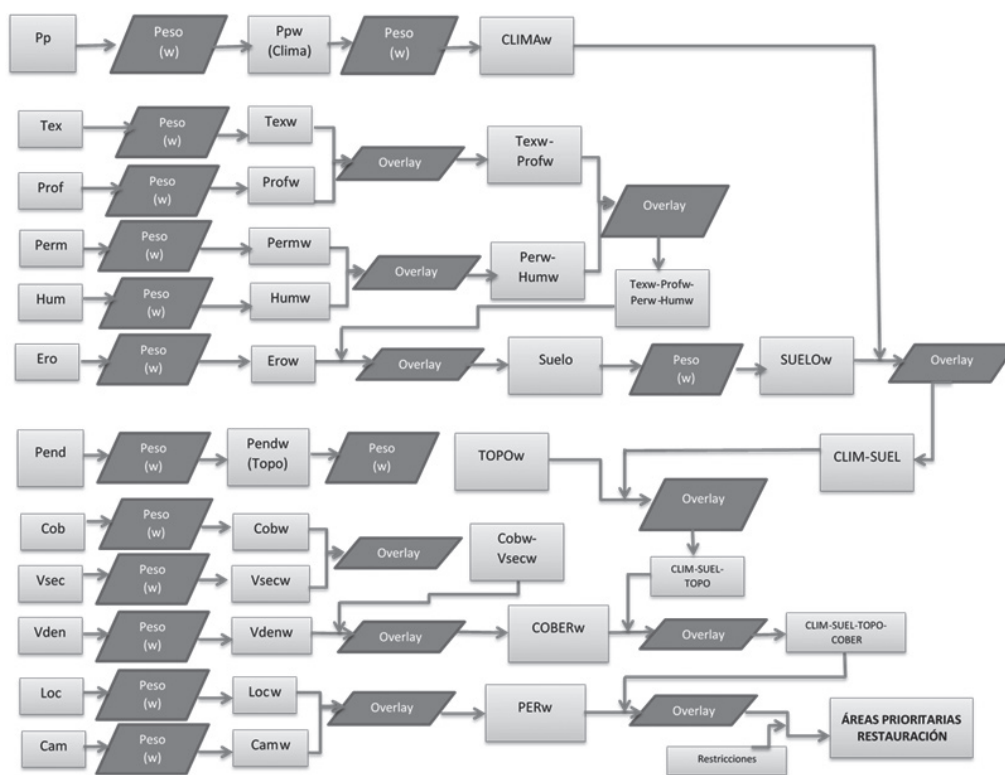 Pp
Peso
(w)
Ppw
(Clima)
Peso
(w)
CLIMAw
Tex
Peso
(w)
Texw
Overlay
Texw-
Profw
Prof
Peso
(w)
Profw
Overlay
Perm
Peso
(w)
Permw
Overlay
Perw-
Humw
Hum
Peso
(w)
Humw
Texw-Profw-
Perw-Humw
Ero
Peso
(w)
Erow
Overlay
Suelo
Peso
(w)
SUELOw
Overlay
Pend
Peso
(w)
Pendw
(Topo)
Peso
(w)
TOPOw
CLIM-SUEL
Overlay
Cob
Peso
(w)
Cobw
Overlay
Cobw-
Vsecw
CLIM-SUEL-
TOPO
Vsec
Peso
(w)
Vsecw
Vden
Peso
(w)
Vdenw
Overlay
COBERw
Overlay
CLIM-SUEL-TOPO-
COBER
Loc
Peso
(w)
Locw
Overlay
PERw
Overlay
ÁREAS PRIORITARIAS
RESTAURACIÓN
Cam
Peso
(w)
Camw
Restricciones